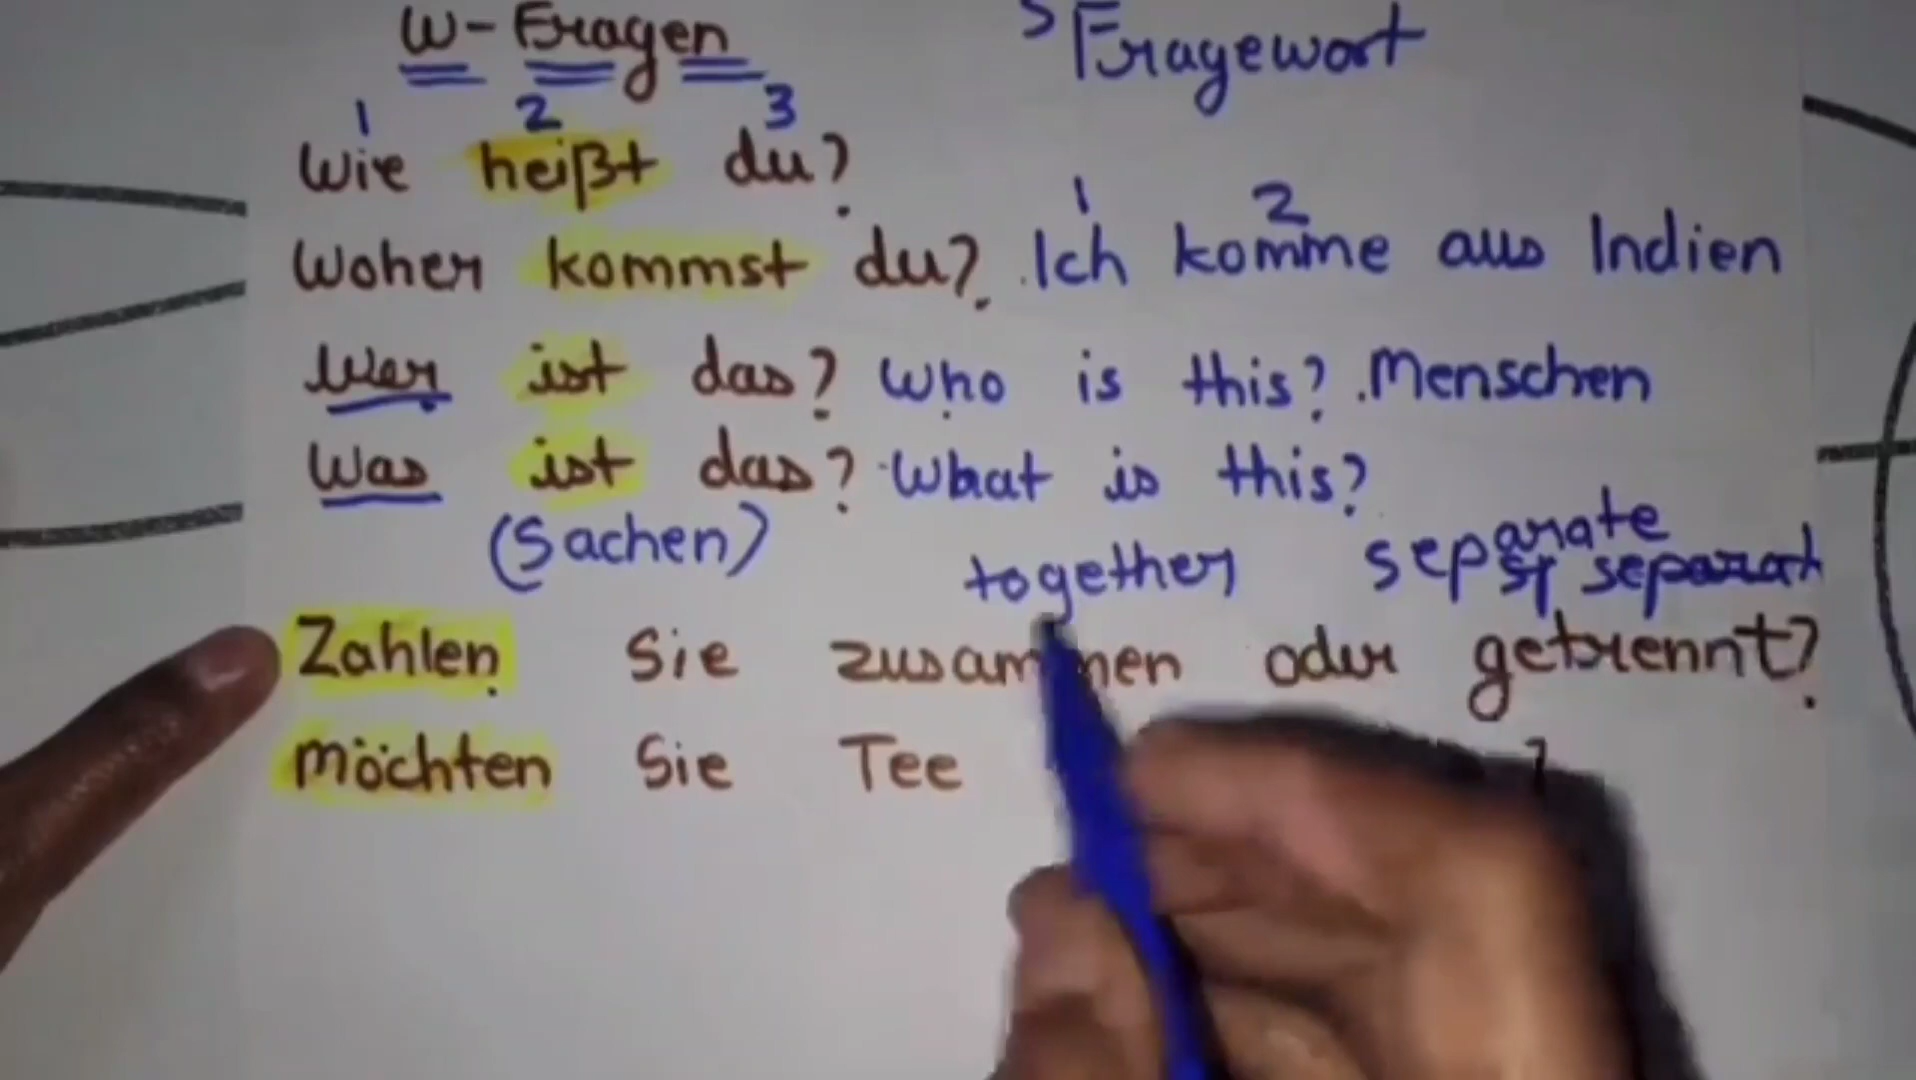 W-Fragen Fragewort
1 2 3
Wie heißt du?
1 2
Woher kommst du? Ich komme aus Indien
Wer ist das? Who is this? Menschen
Was ist das? What is this?
(Sachen) together separate
separat
Zahlen Sie zusammen oder getrennt?
möchten Sie Tee ?